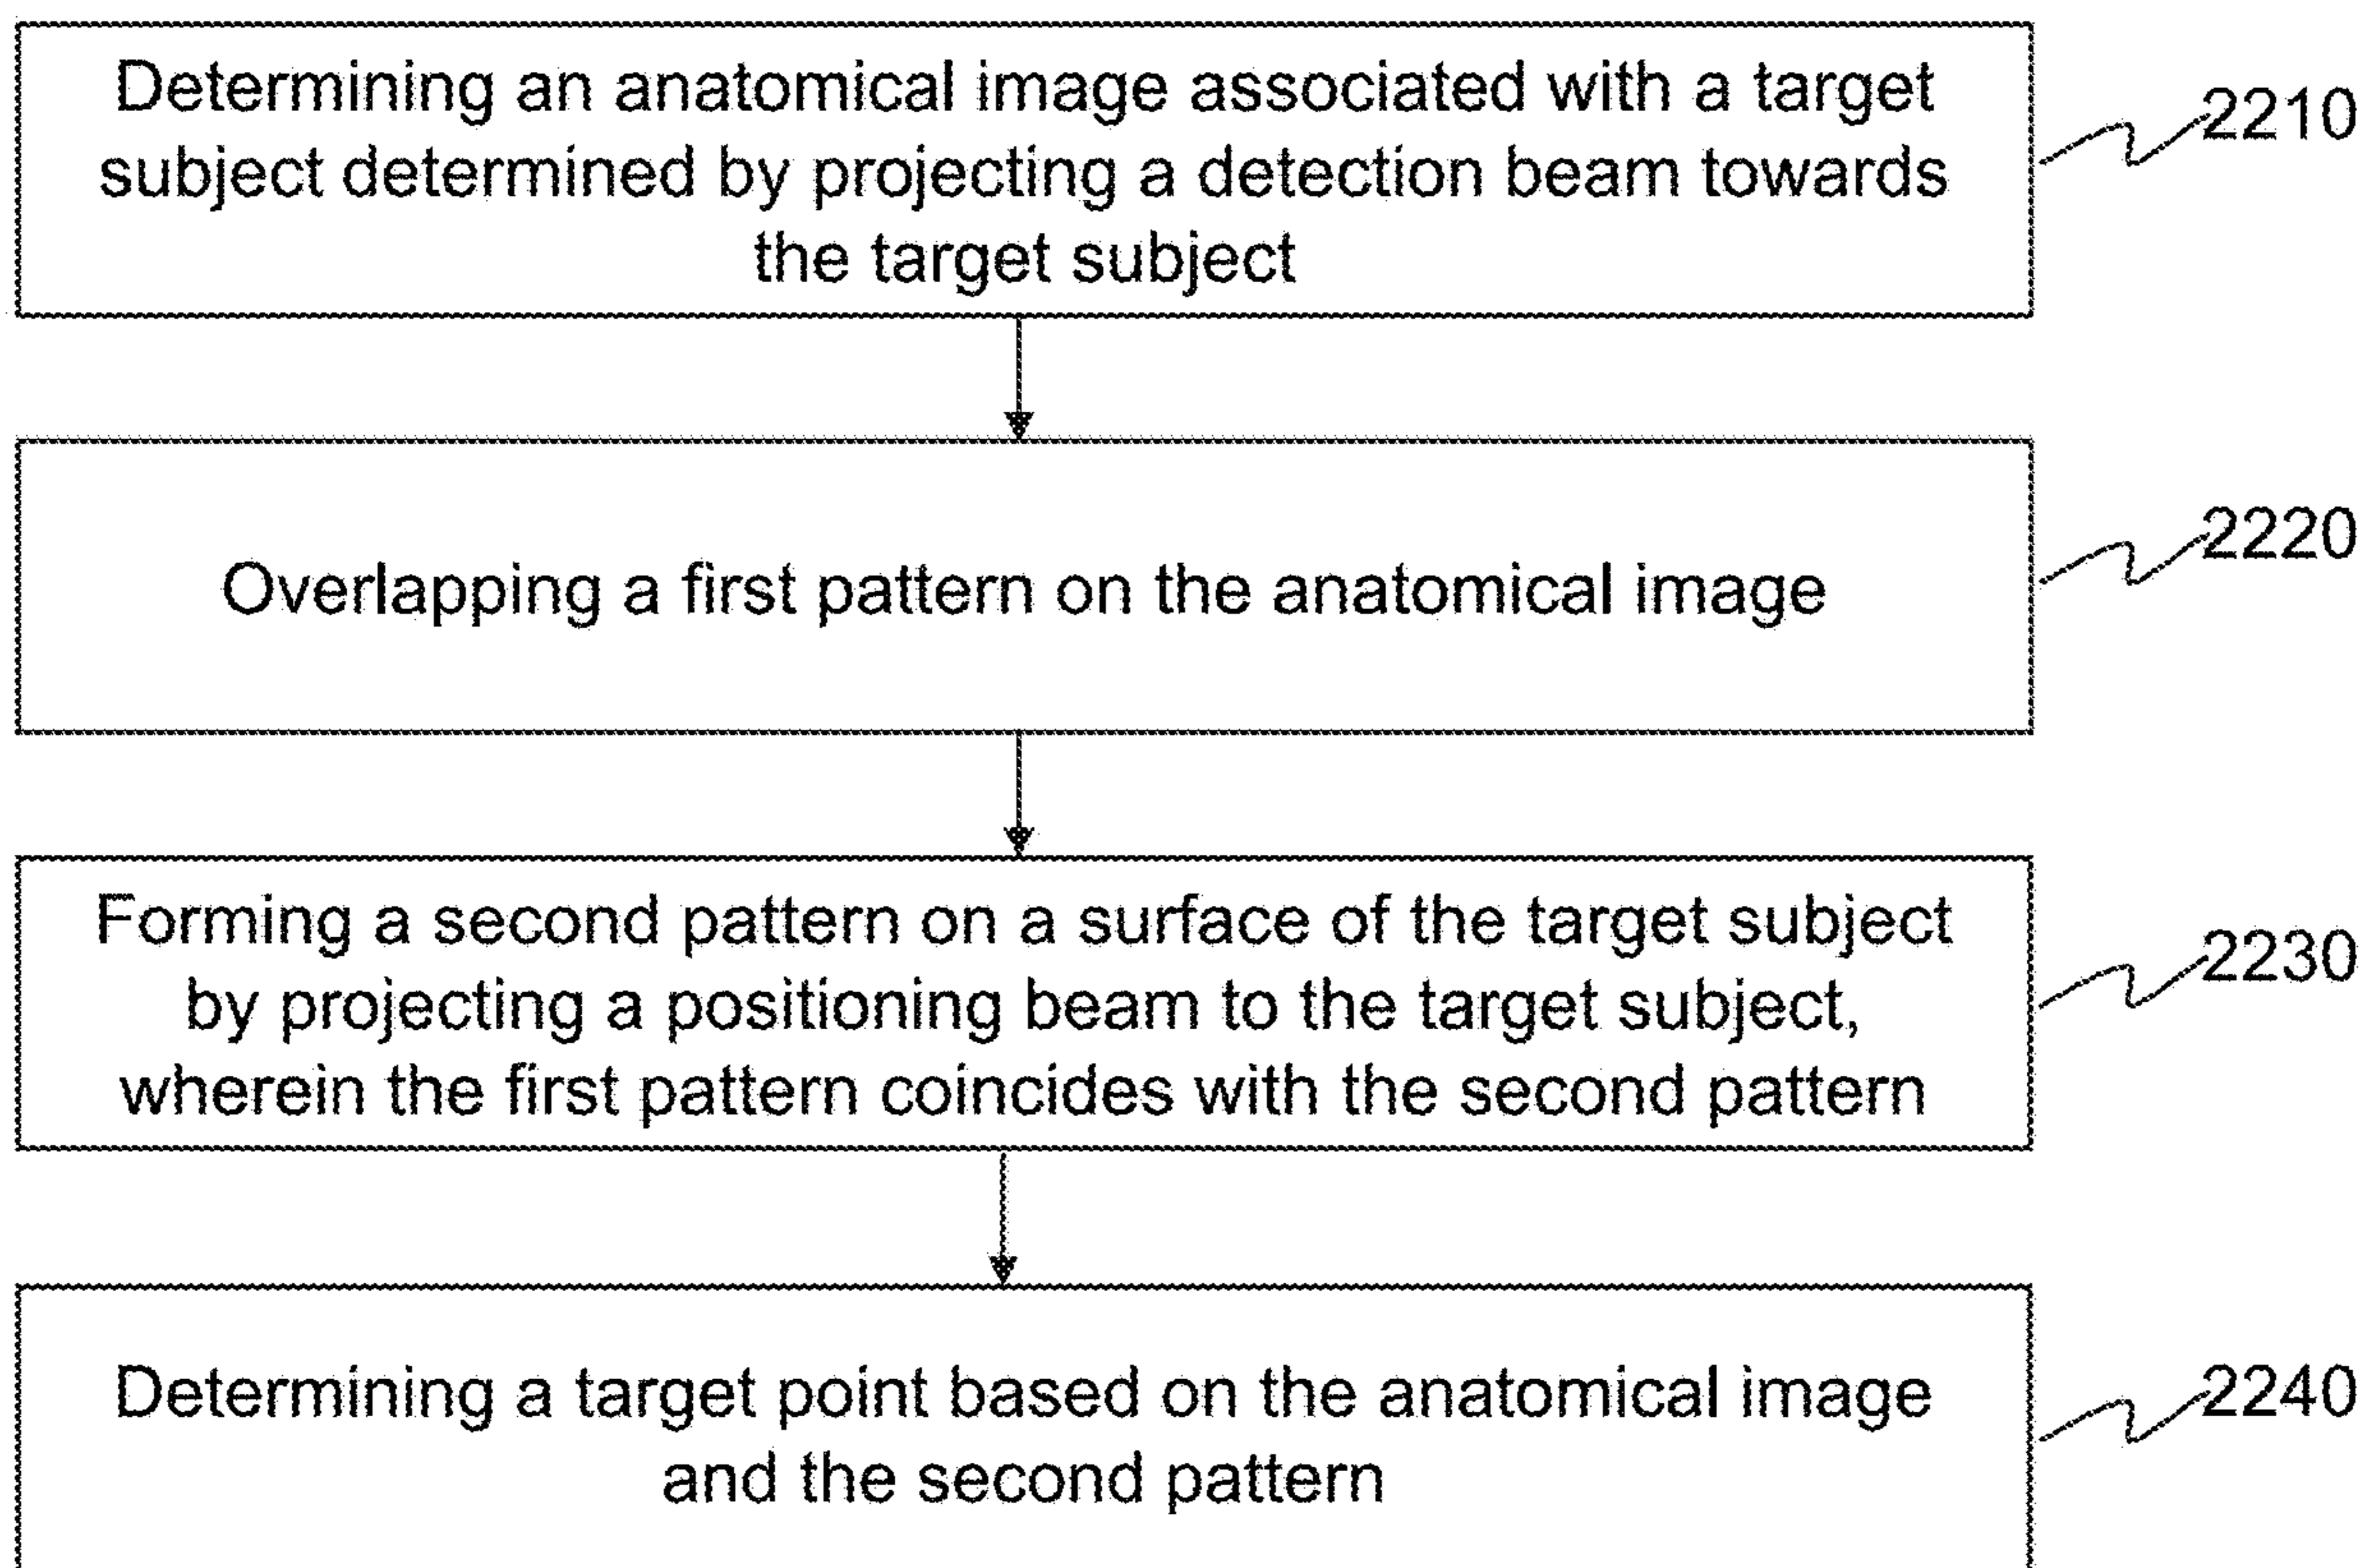 Determining an anatomical image associated with a target
subject determined by projecting a detection beam towards
the target subject
2210
Overlapping a first pattern on the anatomical image
2220
Forming a second pattern on a surface of the target subject
by projecting a positioning beam to the target subject,
wherein the first pattern coincides with the second pattern
2230
Determining a target point based on the anatomical image
and the second pattern
2240